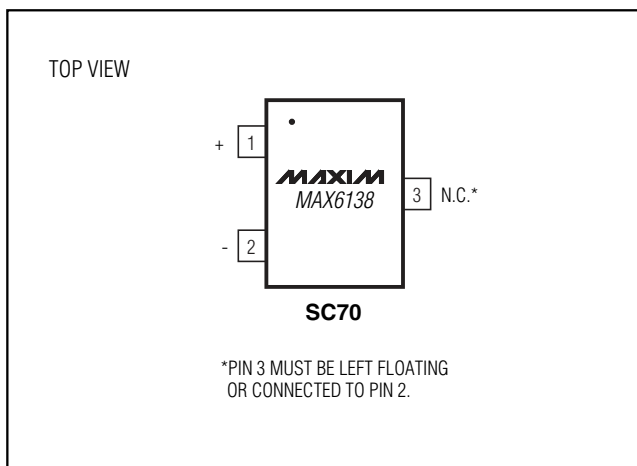 TOP VIEW
+ 1
MAXIM
MAX6138
3 N.C.*
- 2
SC70
*PIN 3 MUST BE LEFT FLOATING
OR CONNECTED TO PIN 2.